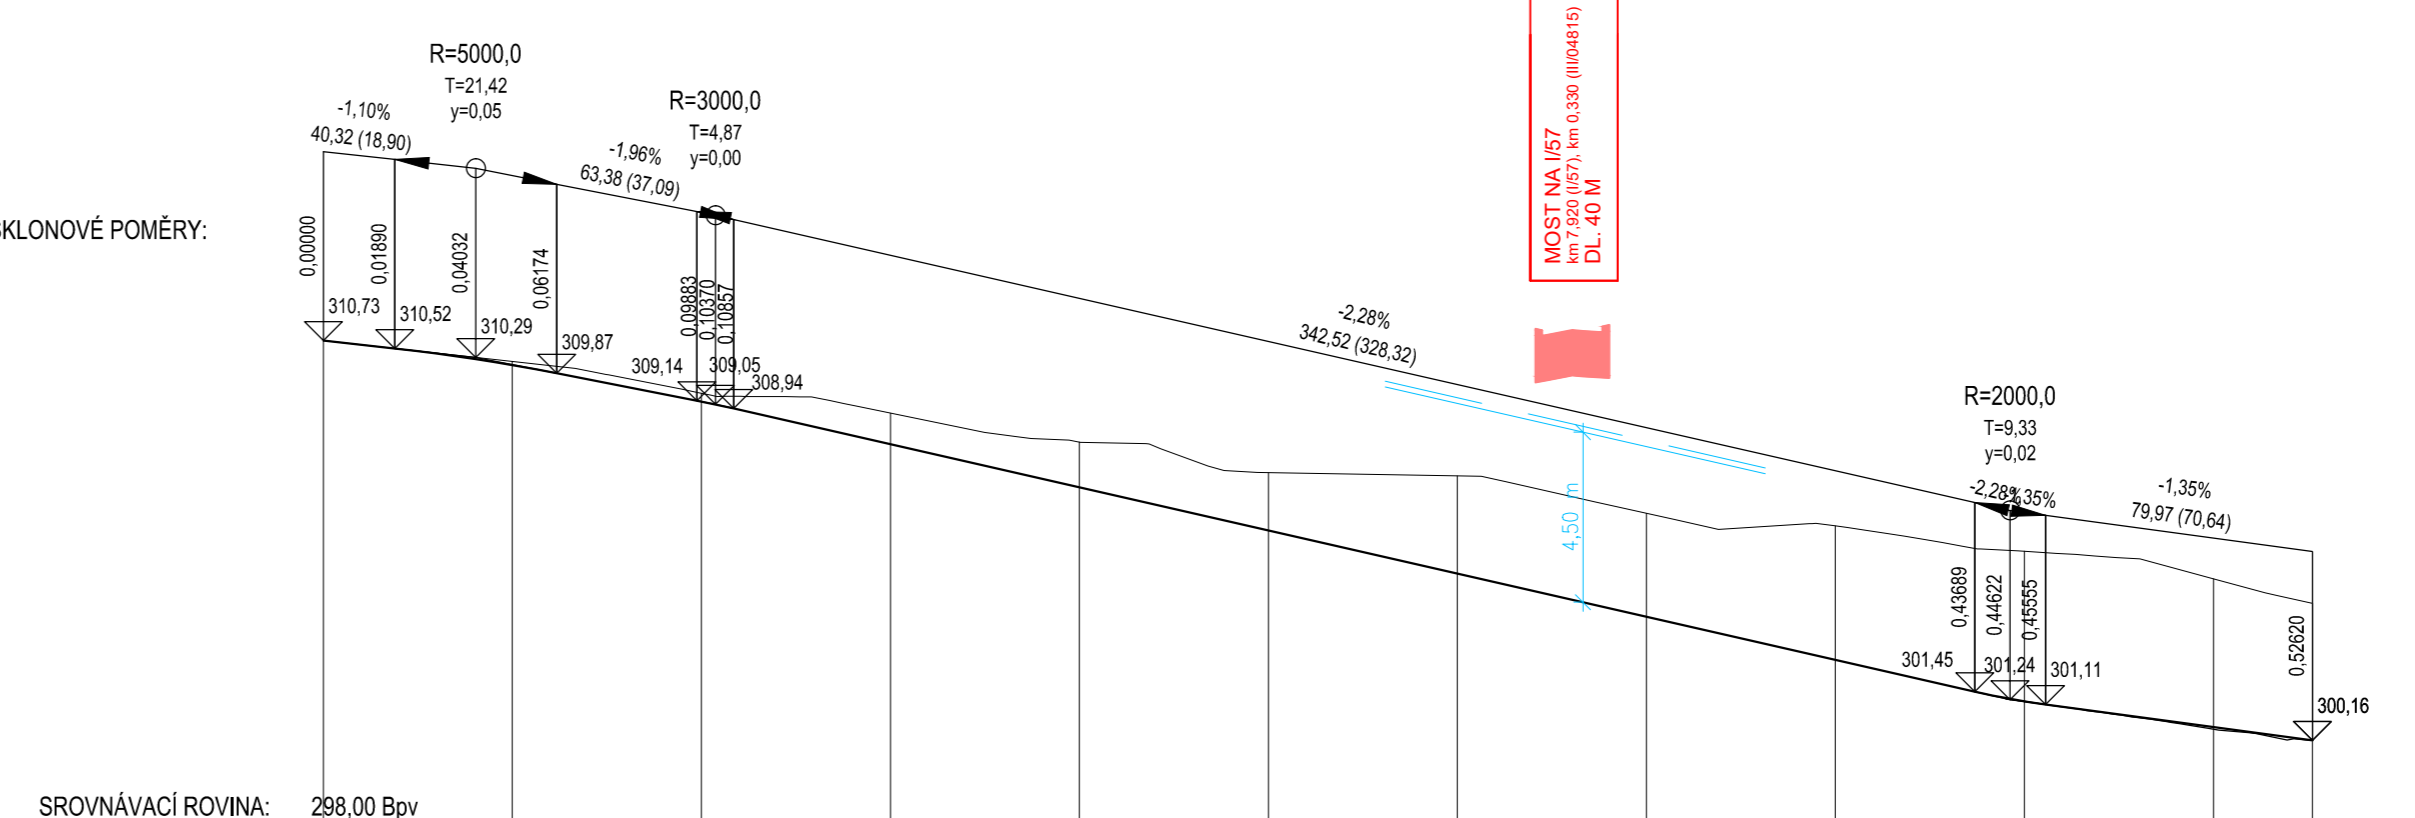 MOST NA I/57
km 7,920 (I/57), km 0,330 (III/04815)
DL. 40 M
R=5000,0
T=21,42
y=0,05
R=3000,0
T=4,87
y=0,00
-1,10%
40,32 (18,90)
-1,96%
63,38 (37,09)
SKLONOVÉ POMĚRY:
0,00000
0,01890
0,04032
0,06174
0,09883
0,10370
0,10857
310,73
310,52
310,29
309,87
309,14
309,05
308,94
-2,28%
342,52 (328,32)
4,50 m
R=2000,0
T=9,33
y=0,02
-2,28%
-1,35%
79,97 (70,64)
0,43689
0,44622
0,45555
0,52620
301,45
301,24
301,11
300,16
SROVNÁVACÍ ROVINA: 298,00 Bpv